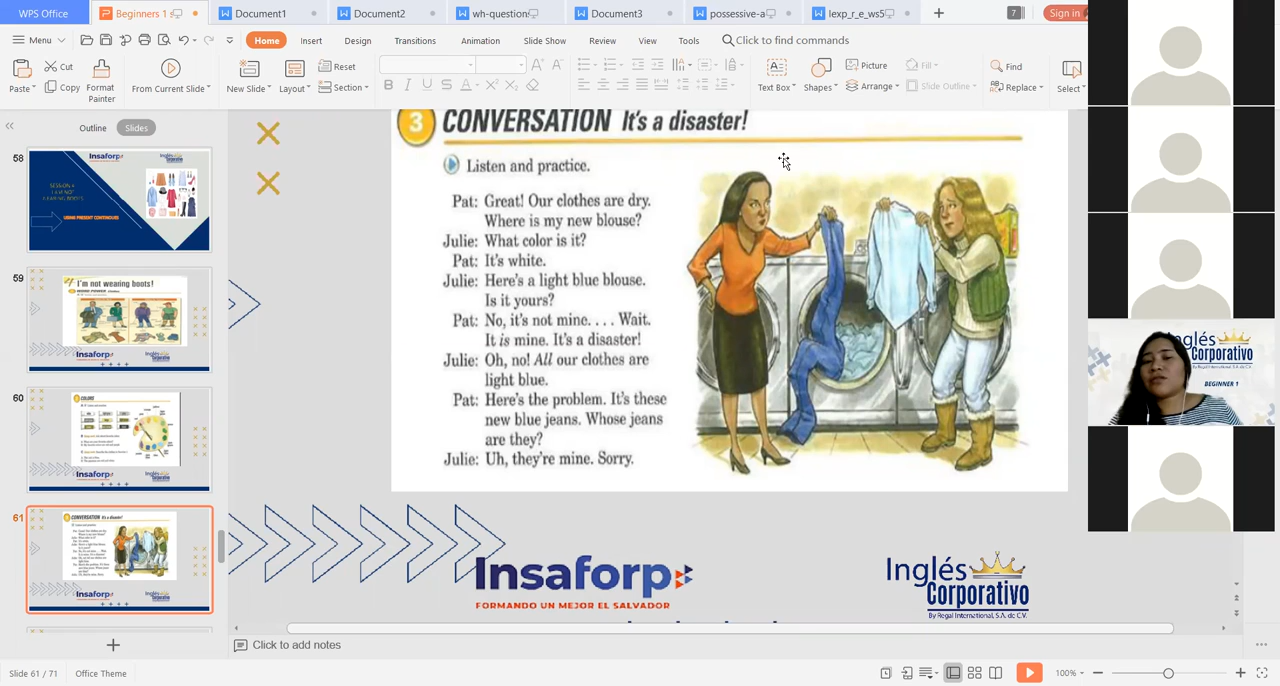 WPS Office
Beginners 1 s
Document1
Document2
wh-question
Document3
possessive-a
lexp_r_e_ws5
7
Sign in
Menu
Home
Insert
Design
Transitions
Animation
Slide Show
Review
View
Tools
Click to find commands
Paste
Cut
Copy
Format Painter
From Current Slide
New Slide
Layout
Reset
Section
Text Box
Shapes
Picture
Arrange
Fill
Slide Outline
Find
Replace
Select
Outline
Slides
58
59
60
61
3 CONVERSATION It's a disaster!
Listen and practice.
Pat: Great! Our clothes are dry.
Where is my new blouse?
Julie: What color is it?
Pat: It's white.
Julie: Here's a light blue blouse.
Is it yours?
Pat: No, it's not mine. . . . Wait.
It is mine. It's a disaster!
Julie: Oh, no! All our clothes are
light blue.
Pat: Here's the problem. It's these
new blue jeans. Whose jeans
are they?
Julie: Uh, they're mine. Sorry.
Insaforp
FORMANDO UN MEJOR EL SALVADOR
Inglés
Corporativo
By Regal International, S.A. de C.V.
I'm not wearing boots!
Inglés
Corporativo
By Regal International, S.A. de C.V.
BEGINNER 1
Click to add notes
Slide 61 / 71
Office Theme
100%